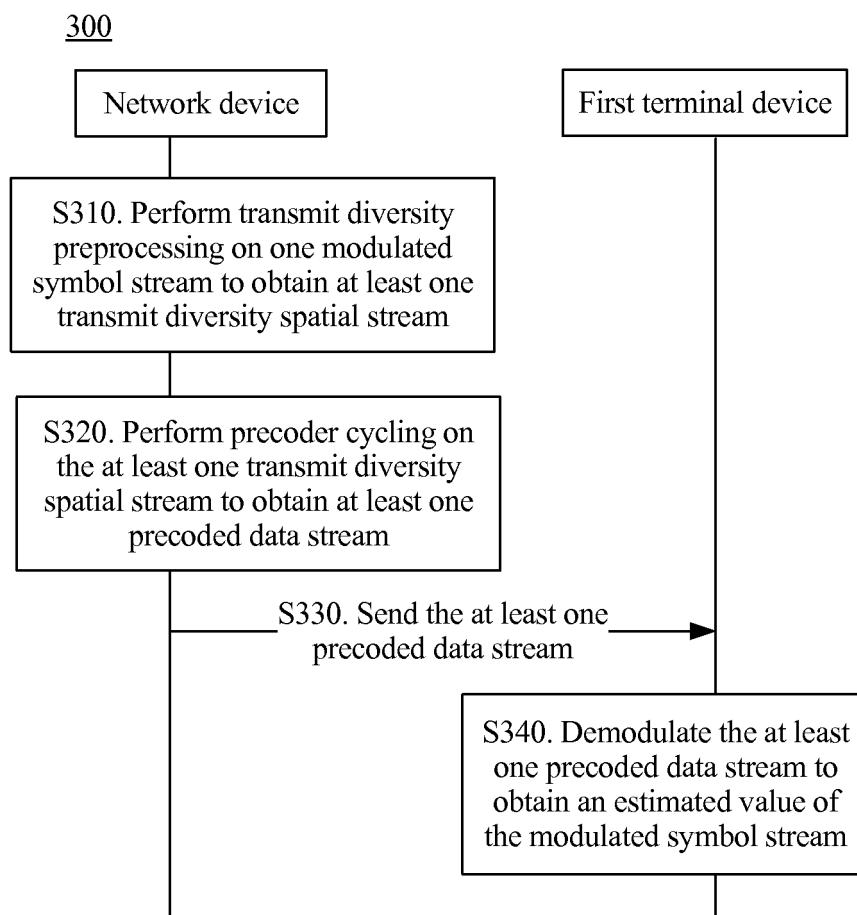 300
Network device
First terminal device
S310. Perform transmit diversity
preprocessing on one modulated
symbol stream to obtain at least one
transmit diversity spatial stream
S320. Perform precoder cycling on
the at least one transmit diversity
spatial stream to obtain at least one
precoded data stream
S330. Send the at least one
precoded data stream
S340. Demodulate the at least
one precoded data stream to
obtain an estimated value of
the modulated symbol stream